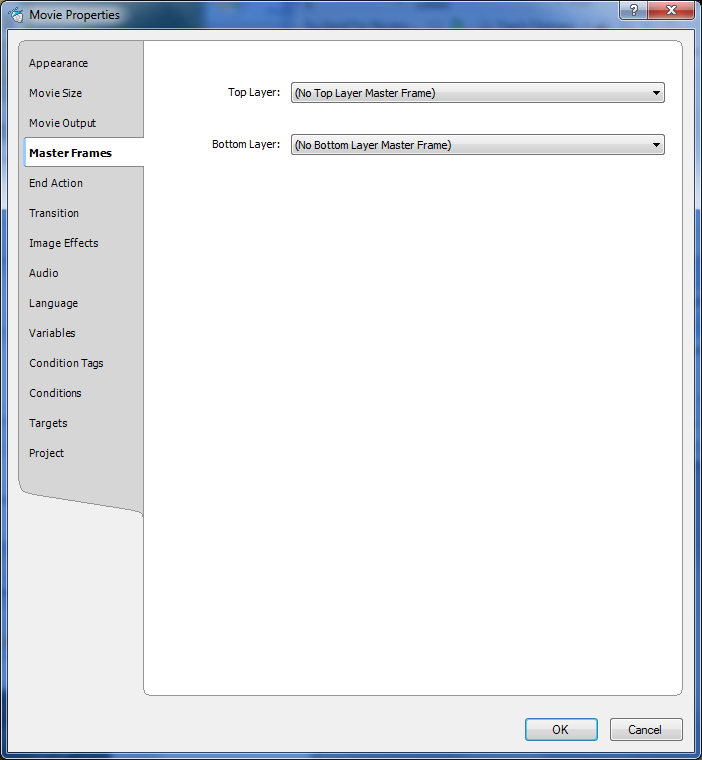 Movie Properties
Appearance
Movie Size
Movie Output
Master Frames
End Action
Transition
Image Effects
Audio
Language
Variables
Condition Tags
Conditions
Targets
Project
Top Layer: (No Top Layer Master Frame)
Bottom Layer: (No Bottom Layer Master Frame)
OK Cancel